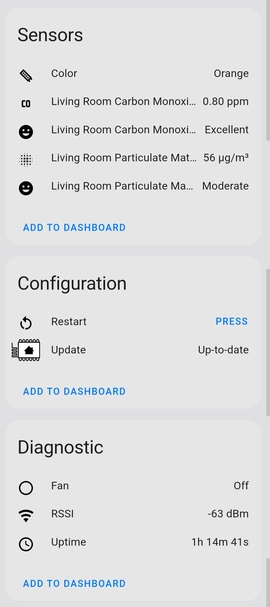 Sensors
Color Orange
CO Living Room Carbon Monoxi... 0.80 ppm
Living Room Carbon Monoxi... Excellent
Living Room Particulate Mat... 56 µg/m³
Living Room Particulate Ma... Moderate
ADD TO DASHBOARD
Configuration
Restart PRESS
Update Up-to-date
ADD TO DASHBOARD
Diagnostic
Fan Off
RSSI -63 dBm
Uptime 1h 14m 41s
ADD TO DASHBOARD